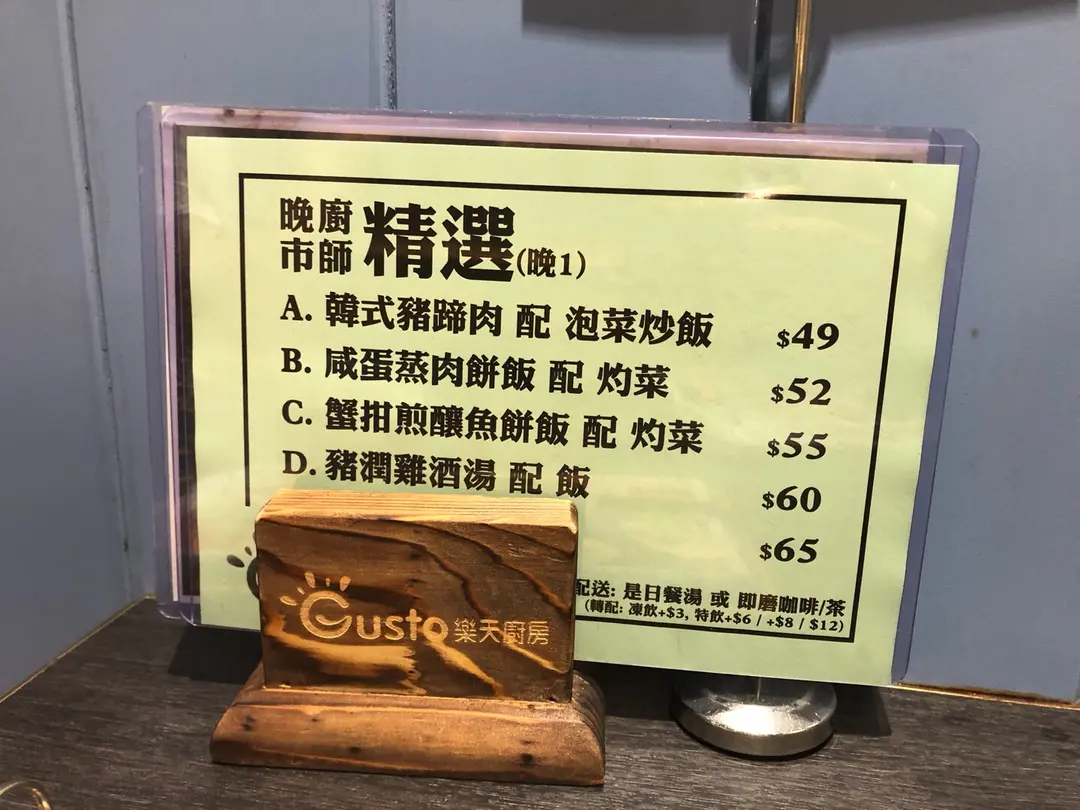 晚市廚師精選(晚1)
A. 韓式豬蹄肉 配 泡菜炒飯 $49
B. 咸蛋蒸肉餅飯 配 灼菜 $52
C. 蟹拑煎釀魚餅飯 配 灼菜 $55
D. 豬潤雞酒湯 配 飯 $60
$65
配送: 是日餐湯 或 即磨咖啡/茶
(轉配: 凍飲+$3, 特飲+$6 / +$8 / $12)
Gusto 樂天廚房